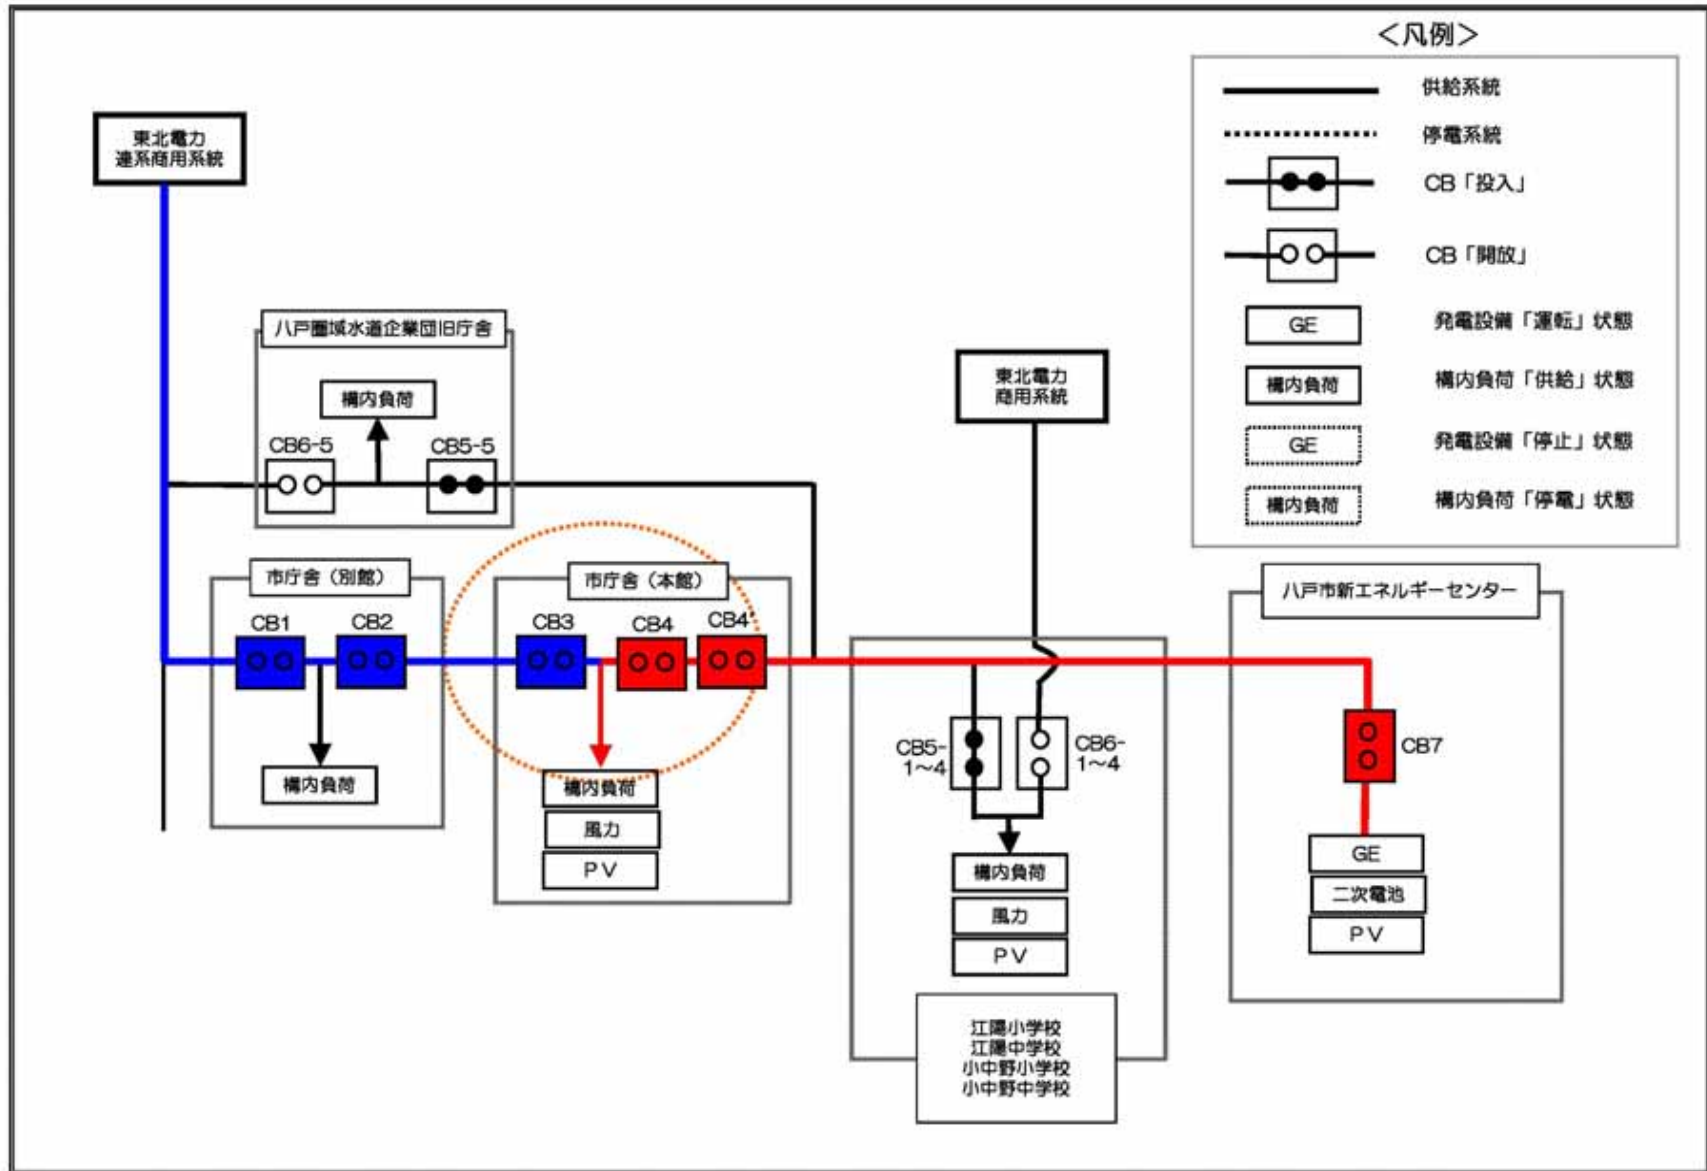 <凡例>
供給系統
停電系統
CB「投入」
CB「開放」
GE
発電設備「運転」状態
構内負荷
構内負荷「供給」状態
GE
発電設備「停止」状態
構内負荷
構内負荷「停電」状態
東北電力
連系商用系統
八戸圏域水道企業団旧庁舎
構内負荷
CB6-5
CB5-5
東北電力
商用系統
市庁舎(別館)
CB1
CB2
構内負荷
市庁舎(本館)
CB3
CB4
CB4'
構内負荷
風力
PV
CB5-
1~4
CB6-
1~4
構内負荷
風力
PV
江陽小学校
江陽中学校
小中野小学校
小中野中学校
八戸市新エネルギーセンター
CB7
GE
二次電池
PV